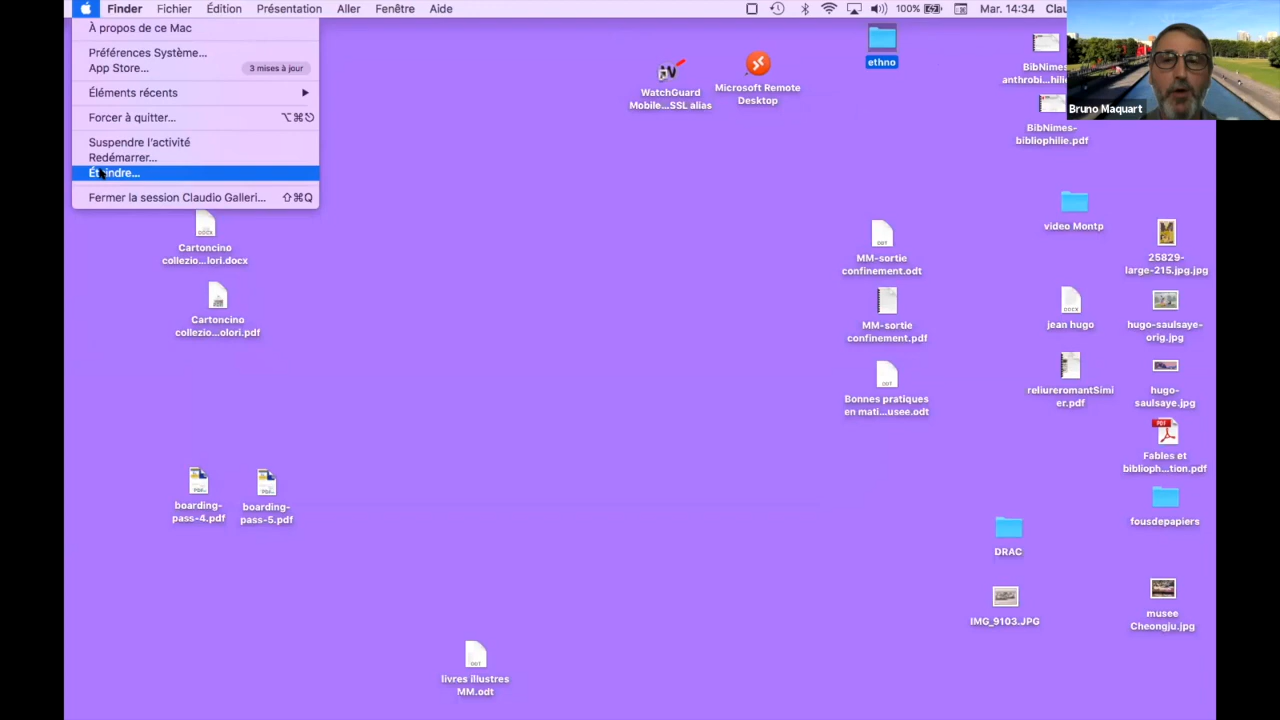 Finder Fichier Édition Présentation Aller Fenêtre Aide 100% Mar. 14:34 Clau
À propos de ce Mac
Préférences Système...
App Store... 3 mises à jour
Éléments récents
Forcer à quitter... ⌥⌘⎋
Suspendre l'activité
Redémarrer...
Éteindre...
Fermer la session Claudio Galleri... ⇧⌘Q
ethno
WatchGuard
Mobile...SSL alias
Microsoft Remote
Desktop
BibNimes-
anthrobi...hilie
Bruno Maquart
BibNimes-
bibliophilie.pdf
Cartoncino
collezio...lori.docx
Cartoncino
collezio...olori.pdf
video Montp
MM-sortie
confinement.odt
25829-
large-215.jpg.jpg
MM-sortie
confinement.pdf
jean hugo
hugo-saulsaye-
orig.jpg
Bonnes pratiques
en mati...usee.odt
reliureromantSimi
er.pdf
hugo-
saulsaye.jpg
PDF
Fables et
biblioph...tion.pdf
boarding-
pass-4.pdf
boarding-
pass-5.pdf
fousdepapiers
DRAC
IMG_9103.JPG
musee
Cheongju.jpg
livres illustres
MM.odt